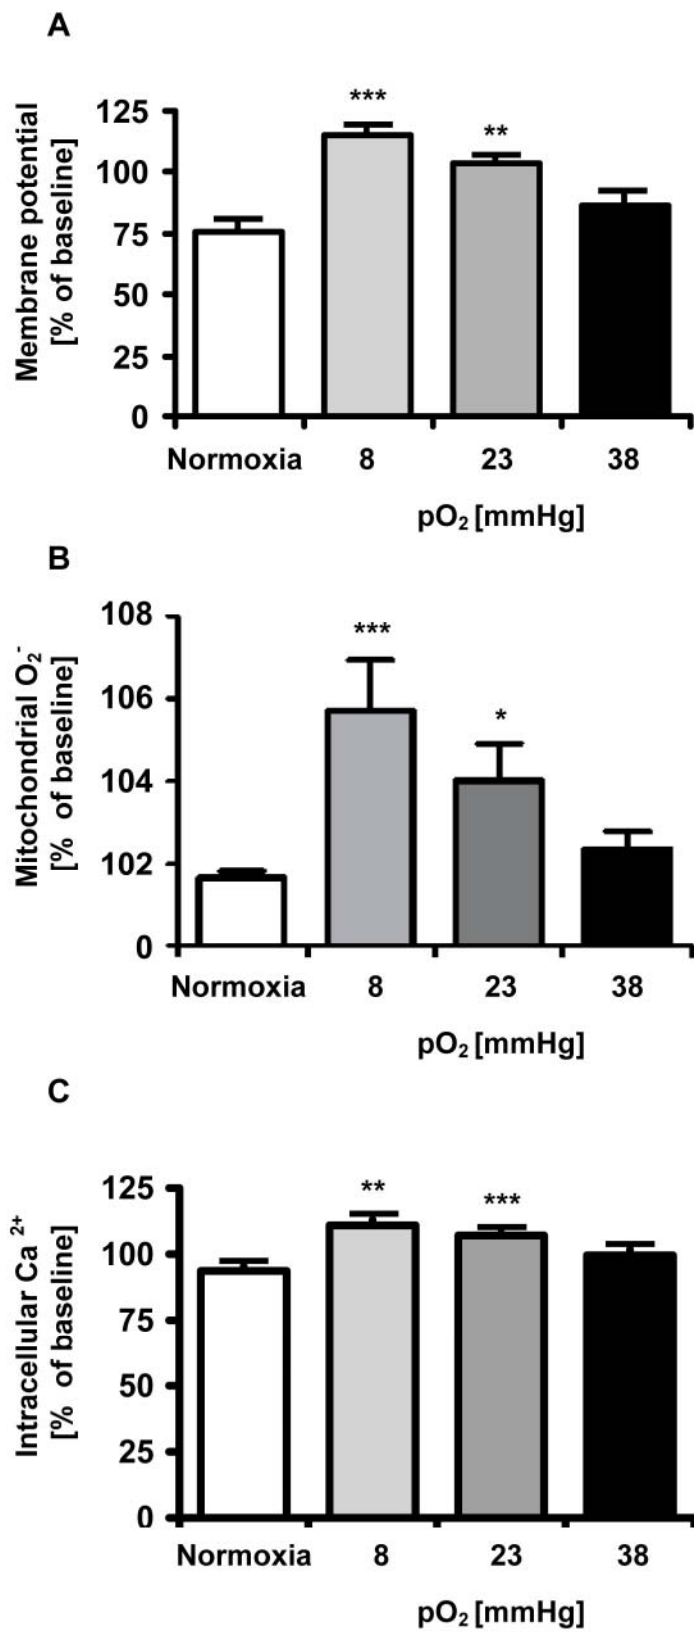 A
Membrane potential
[% of baseline]
125
100
75
50
25
0
***
**
Normoxia 8 23 38
pO₂ [mmHg]
B
Mitochondrial O₂⁻
[% of baseline]
108
106
104
102
0
***
*
Normoxia 8 23 38
pO₂ [mmHg]
C
Intracellular Ca²⁺
[% of baseline]
125
100
75
50
25
0
**
***
Normoxia 8 23 38
pO₂ [mmHg]